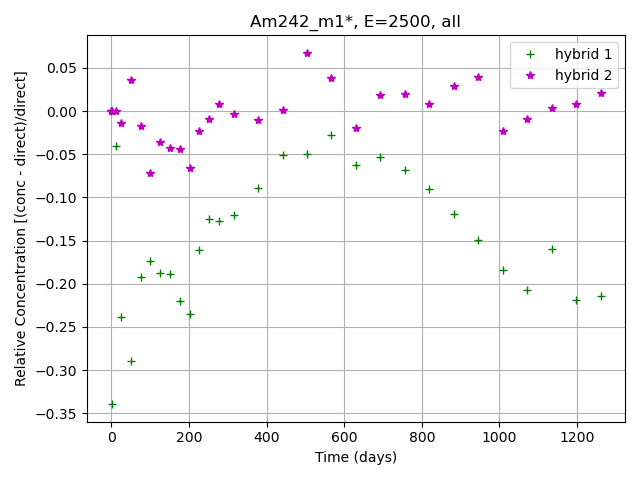 Am242_m1*, E=2500, all
hybrid 1
hybrid 2
0.05
0.00
−0.05
−0.10
−0.15
−0.20
−0.25
−0.30
−0.35
Relative Concentration [(conc - direct)/direct]
0 200 400 600 800 1000 1200
Time (days)